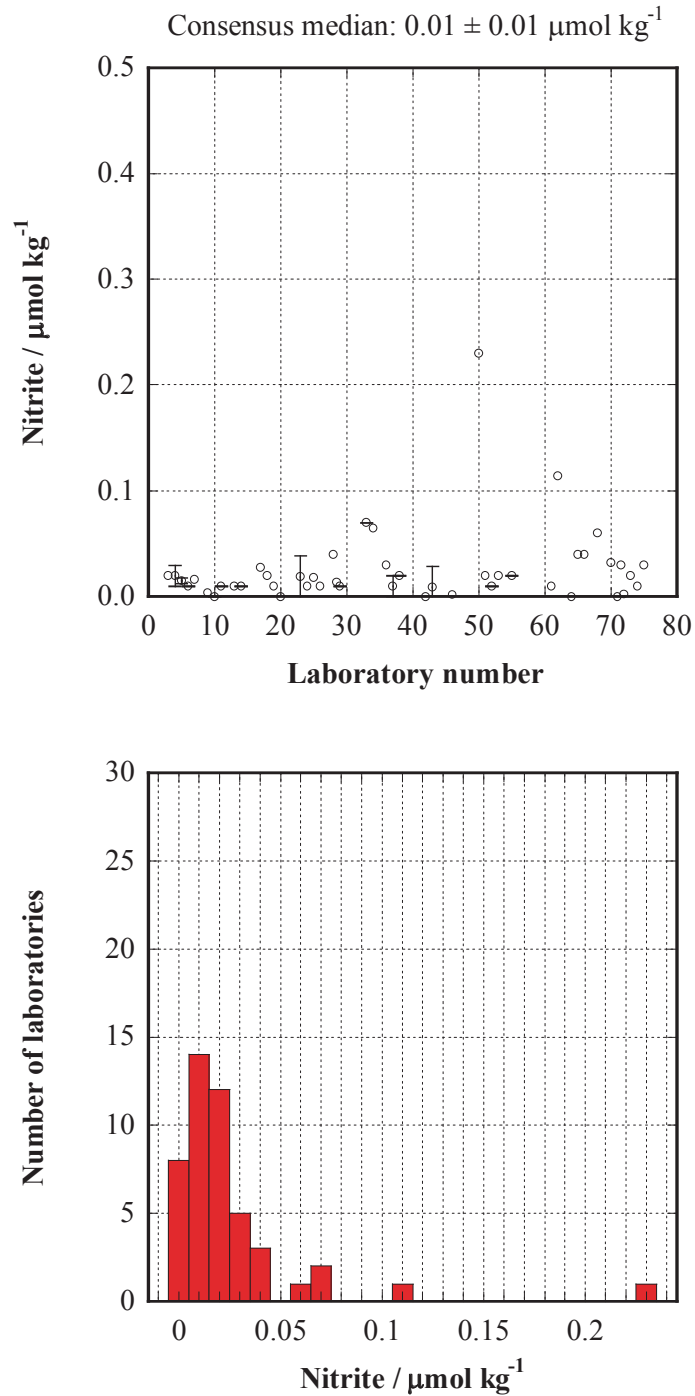 Consensus median: 0.01 ± 0.01 μmol kg⁻¹
0.5
0.4
0.3
0.2
0.1
0.0
Nitrite / μmol kg⁻¹
0 10 20 30 40 50 60 70 80
Laboratory number
30
25
20
15
10
5
0
Number of laboratories
0 0.05 0.1 0.15 0.2
Nitrite / μmol kg⁻¹